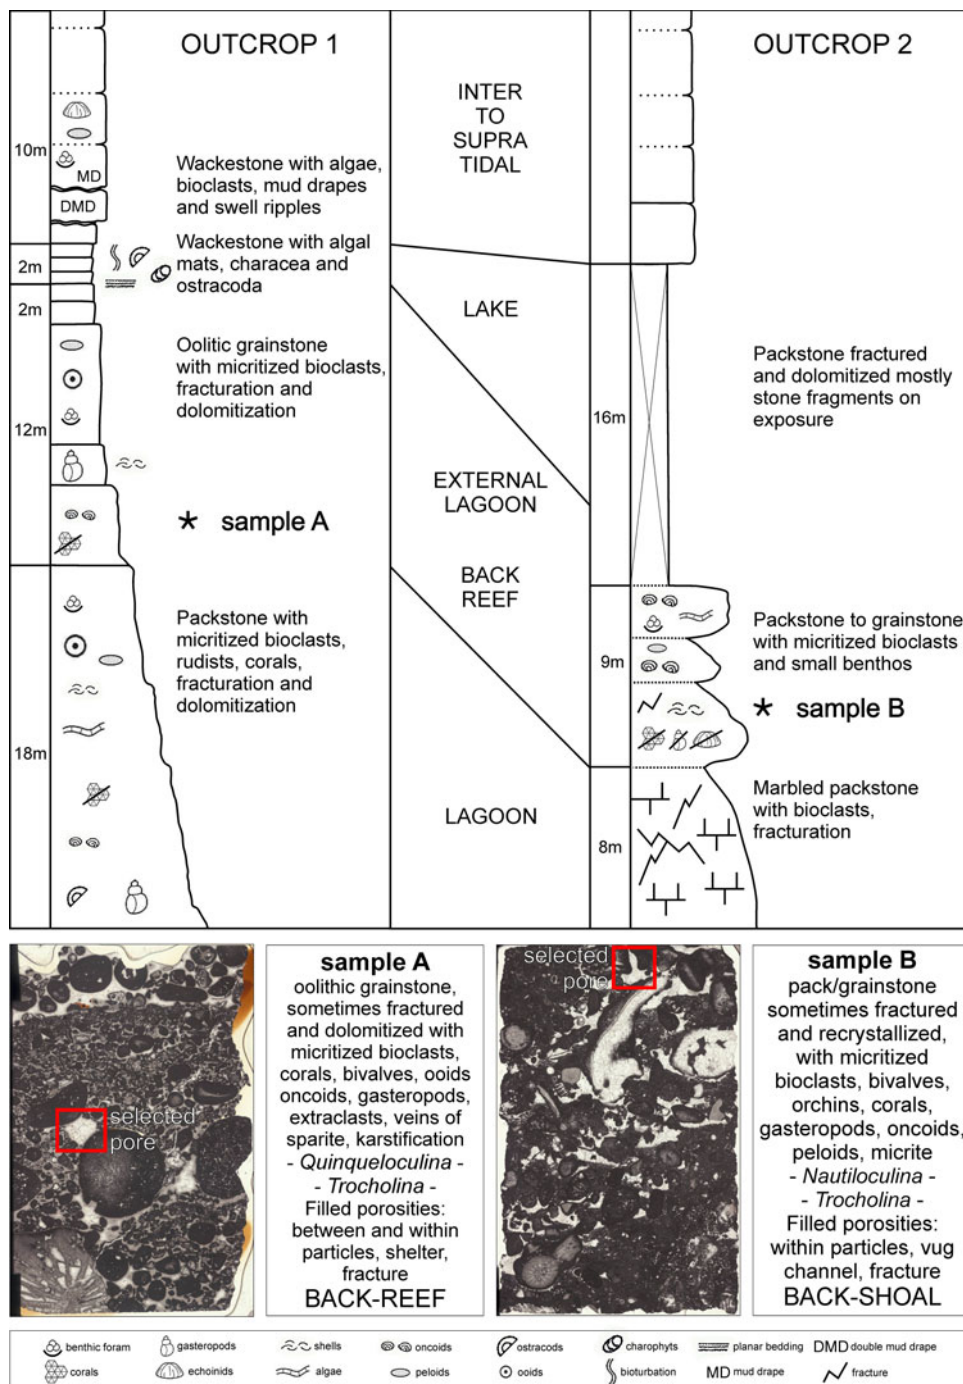 OUTCROP 1
OUTCROP 2
INTER
TO
SUPRA
TIDAL
10m
MD
DMD
Wackestone with algae,
bioclasts, mud drapes
and swell ripples
2m
Wackestone with algal
mats, characea and
ostracoda
2m
LAKE
Oolitic grainstone
with micritized bioclasts,
fracturation and
dolomitization
12m
Packstone fractured
and dolomitized mostly
stone fragments on
exposure
16m
EXTERNAL
LAGOON
* sample A
BACK
REEF
Packstone with
micritized bioclasts,
rudists, corals,
fracturation and
dolomitization
18m
Packstone to grainstone
with micritized bioclasts
and small benthos
9m
* sample B
LAGOON
Marbled packstone
with bioclasts,
fracturation
8m
selected
pore
sample A
oolithic grainstone,
sometimes fractured
and dolomitized with
micritized bioclasts,
corals, bivalves, ooids
oncoids, gasteropods,
extraclasts, veins of
sparite, karstification
- Quinqueloculina -
- Trocholina -
Filled porosities:
between and within
particles, shelter,
fracture
BACK-REEF
selected
pore
sample B
pack/grainstone
sometimes fractured
and recrystallized,
with micritized
bioclasts, bivalves,
orchins, corals,
gasteropods, oncoids,
peloids, micrite
- Nautiloculina -
- Trocholina -
Filled porosities:
within particles, vug
channel, fracture
BACK-SHOAL
benthic foram gasteropods shells oncoids ostracods charophyts planar bedding DMD double mud drape
corals echinoids algae peloids ooids bioturbation MD mud drape fracture